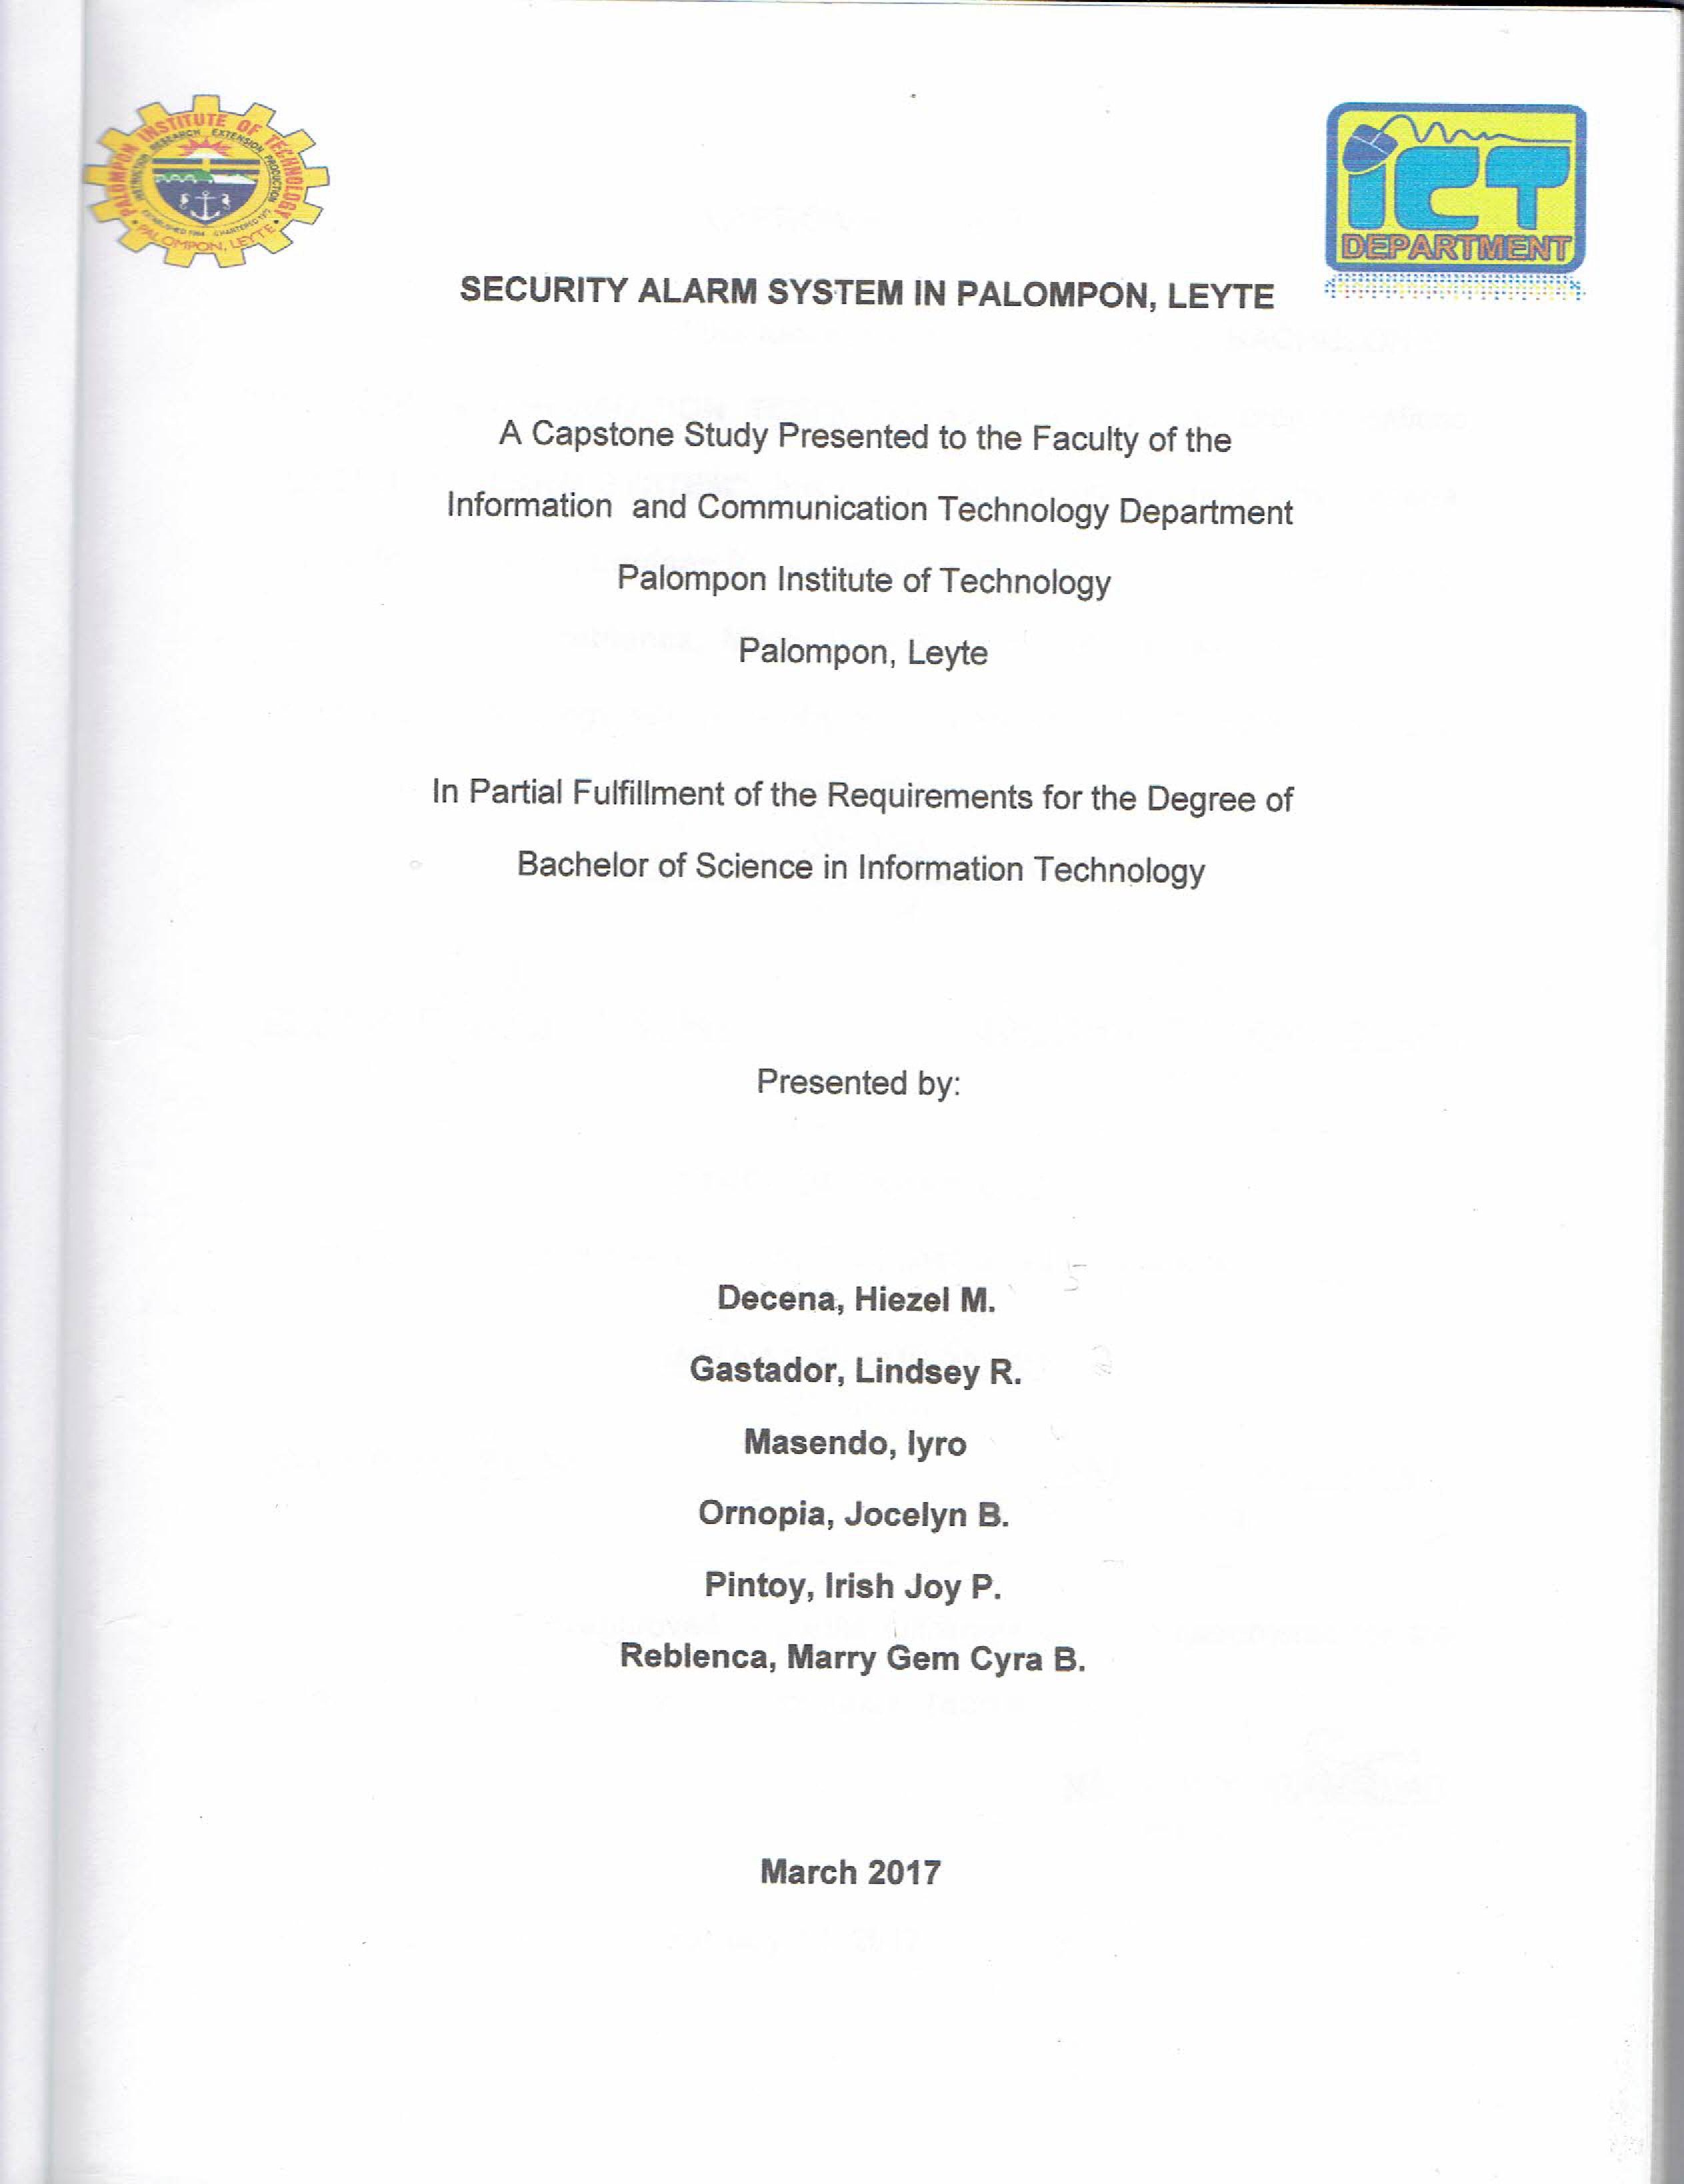 PALOMPON INSTITUTE OF TECHNOLOGY
INSTRUCTION RESEARCH EXTENSION PRODUCTION
ESTABLISHED 1964 CHARTERED 1972
PALOMPON, LEYTE
ICT
DEPARTMENT
SECURITY ALARM SYSTEM IN PALOMPON, LEYTE
A Capstone Study Presented to the Faculty of the
Information and Communication Technology Department
Palompon Institute of Technology
Palompon, Leyte
In Partial Fulfillment of the Requirements for the Degree of
Bachelor of Science in Information Technology
Presented by:
Decena, Hiezel M.
Gastador, Lindsey R.
Masendo, Iyro
Ornopia, Jocelyn B.
Pintoy, Irish Joy P.
Reblenca, Marry Gem Cyra B.
March 2017